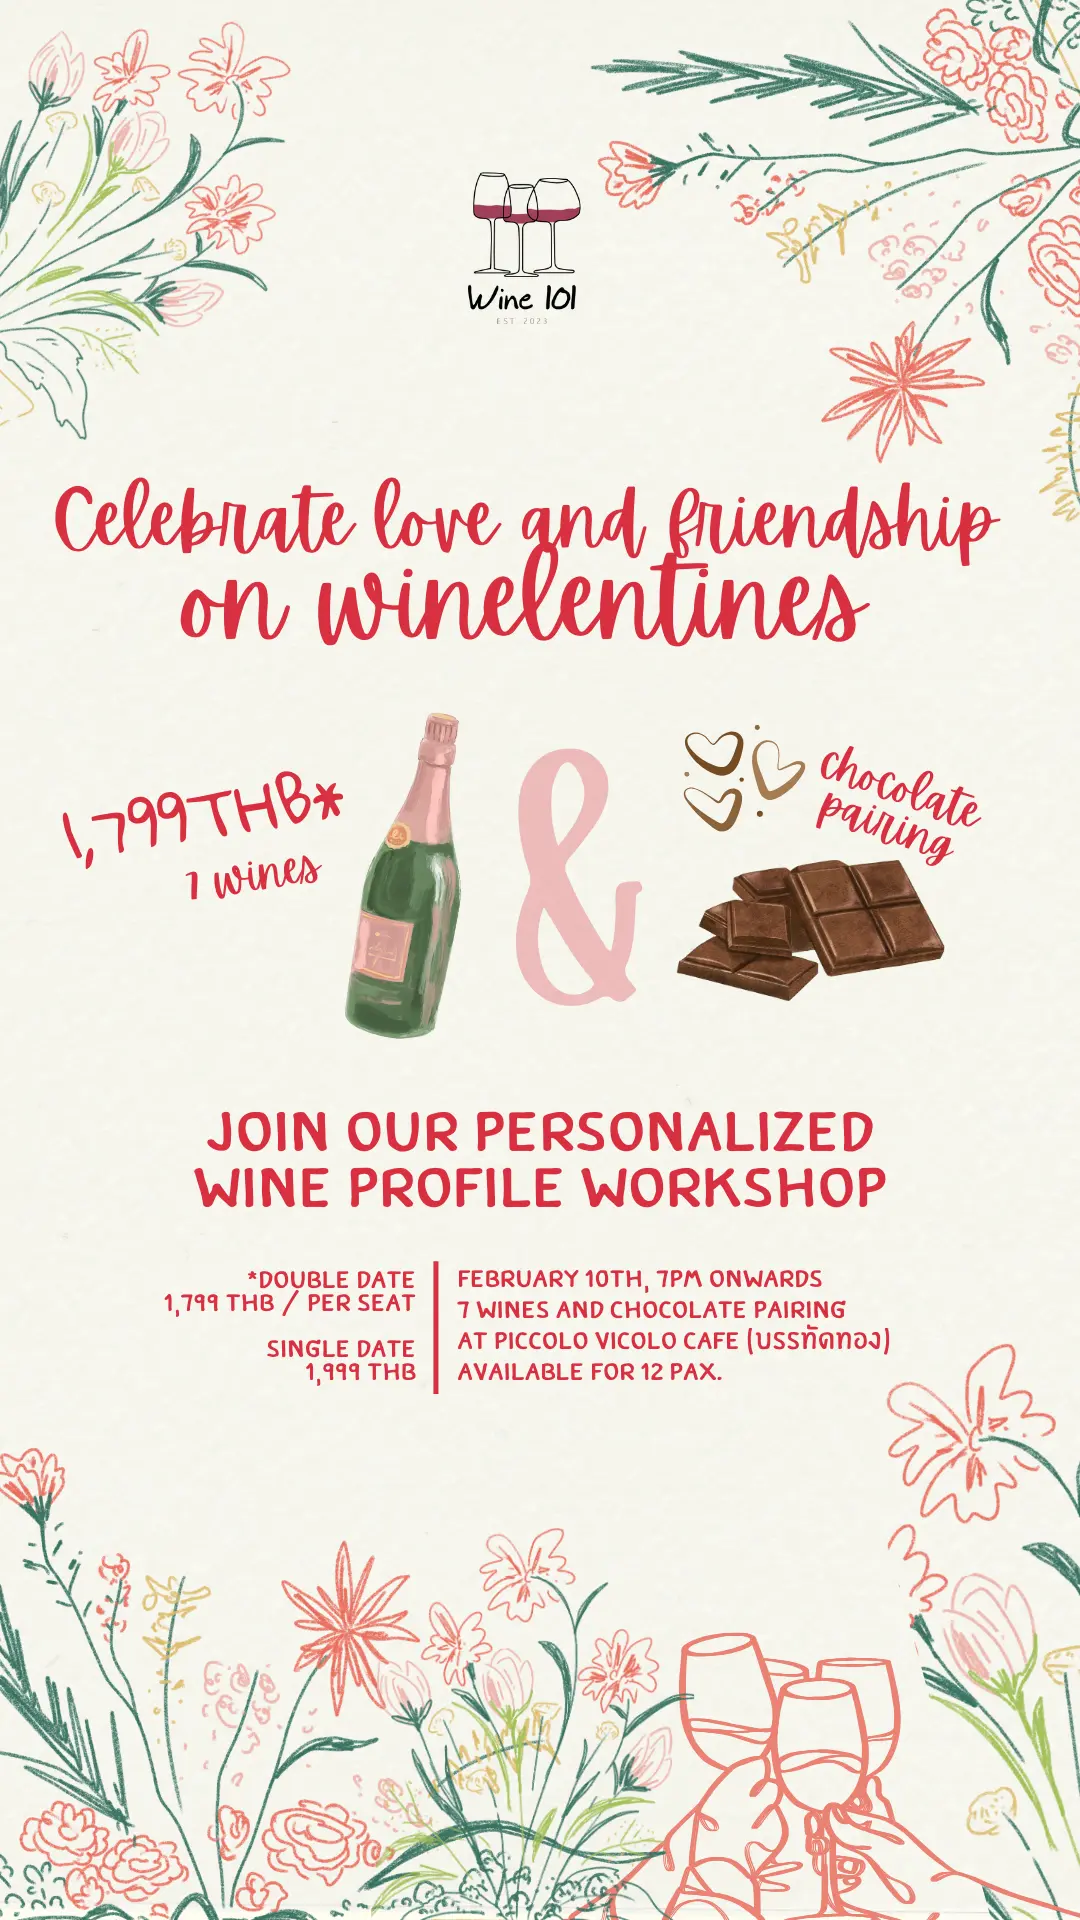 Wine 101
EST. 2023
Celebrate love and friendship
on winelentines
1,799THB*
7 wines
&
chocolate
pairing
JOIN OUR PERSONALIZED
WINE PROFILE WORKSHOP
*DOUBLE DATE
1,799 THB / PER SEAT
SINGLE DATE
1,999 THB
FEBRUARY 10TH, 7PM ONWARDS
7 WINES AND CHOCOLATE PAIRING
AT PICCOLO VICOLO CAFE (บรรทัดทอง)
AVAILABLE FOR 12 PAX.